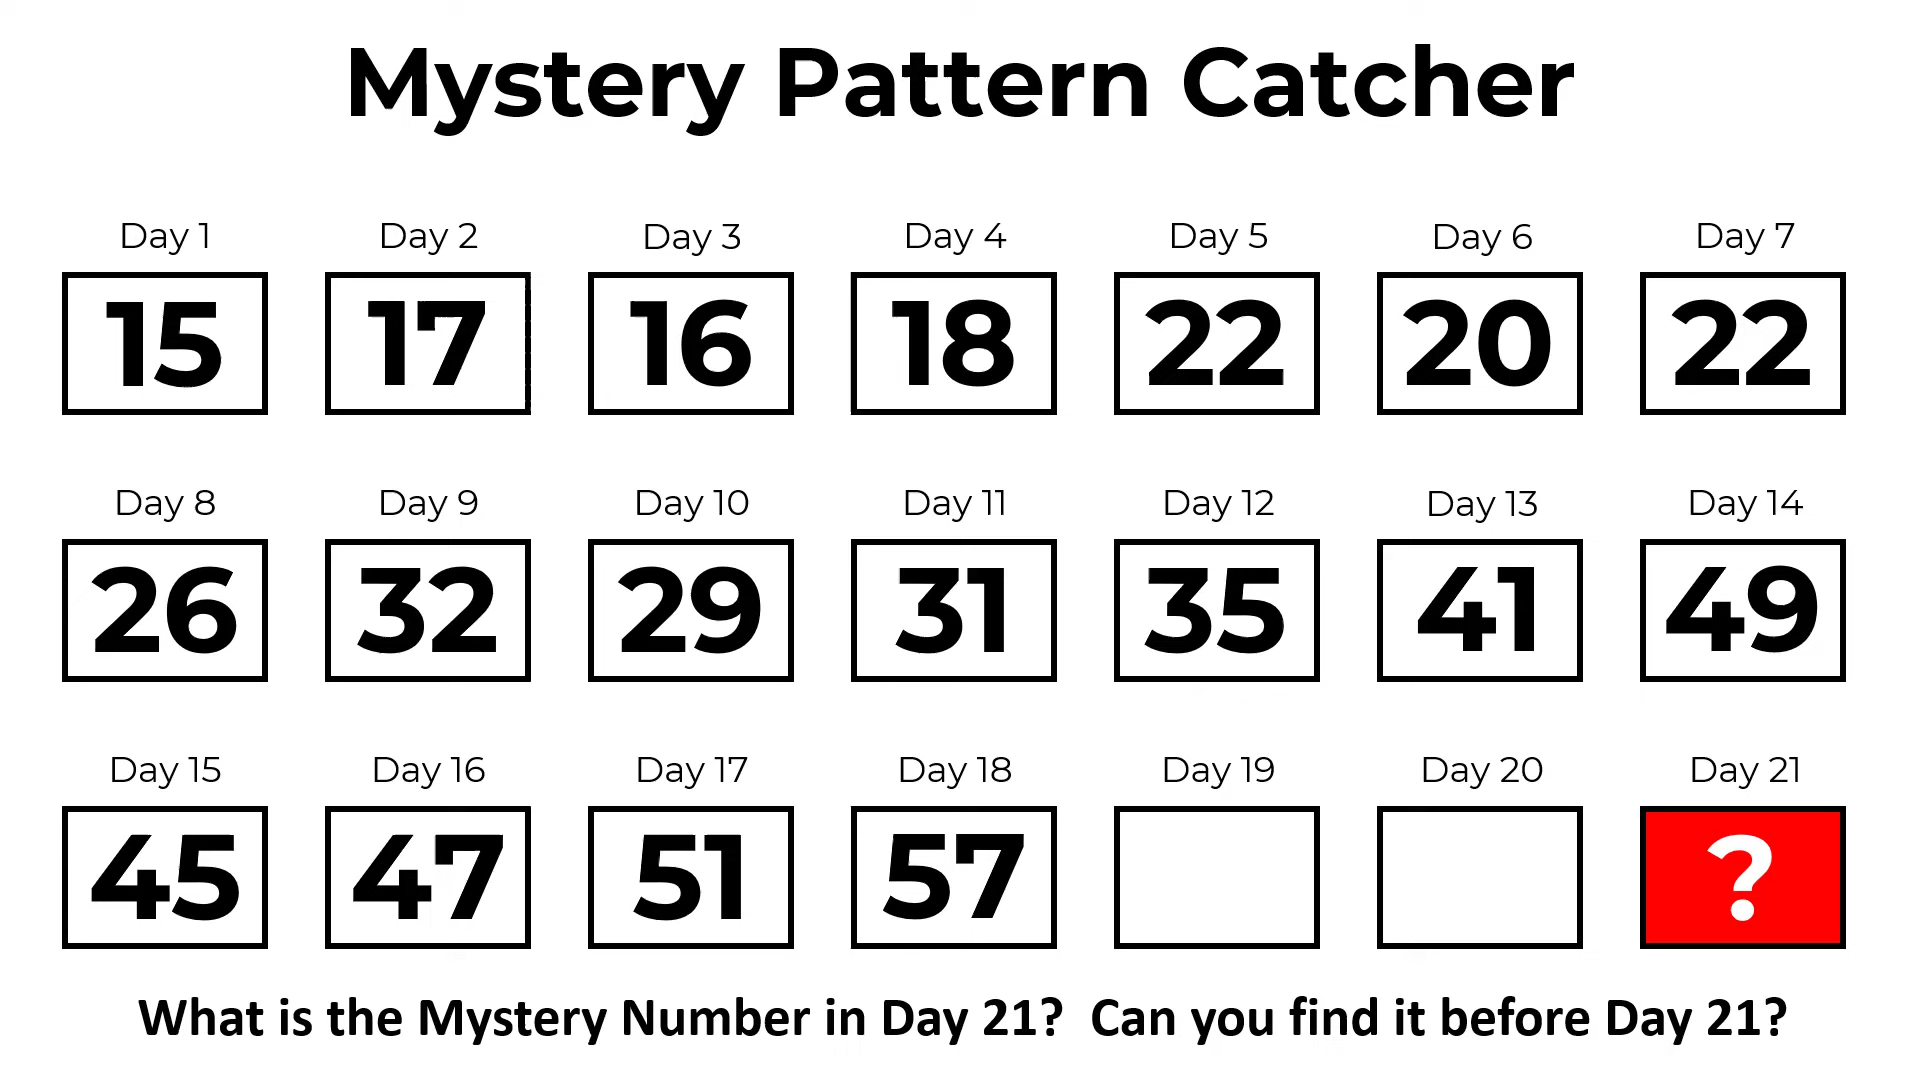 Mystery Pattern Catcher
Day 1 Day 2 Day 3 Day 4 Day 5 Day 6 Day 7
15 17 16 18 22 20 22
Day 8 Day 9 Day 10 Day 11 Day 12 Day 13 Day 14
26 32 29 31 35 41 49
Day 15 Day 16 Day 17 Day 18 Day 19 Day 20 Day 21
45 47 51 57 ?
What is the Mystery Number in Day 21? Can you find it before Day 21?